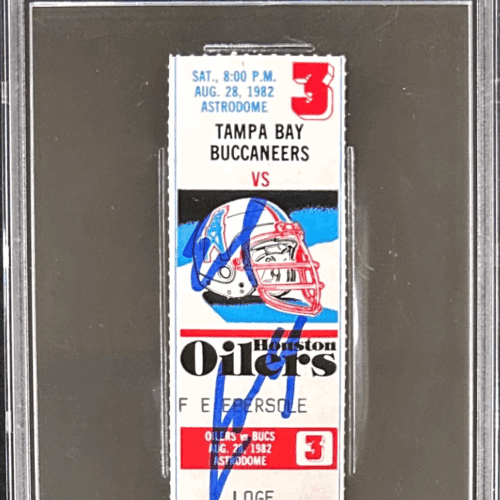 SAT., 8:00 P.M.
AUG. 28, 1982
ASTRODOME
3
TAMPA BAY
BUCCANEERS
VS
Houston
Oilers
F E EBERSOLE
OILERS vs BUCS
AUG. 28, 1982
ASTRODOME
3
LOGE